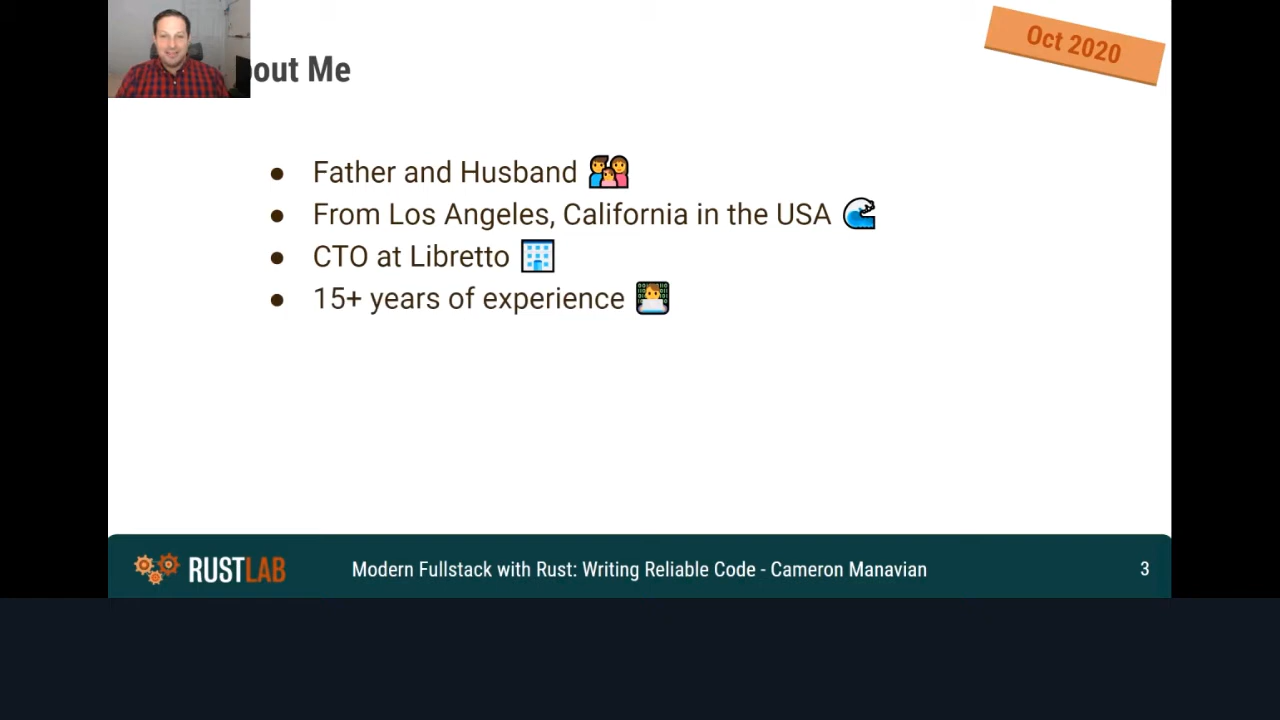 Oct 2020
out Me
● Father and Husband
● From Los Angeles, California in the USA
● CTO at Libretto
● 15+ years of experience
RUSTLAB
Modern Fullstack with Rust: Writing Reliable Code - Cameron Manavian
3